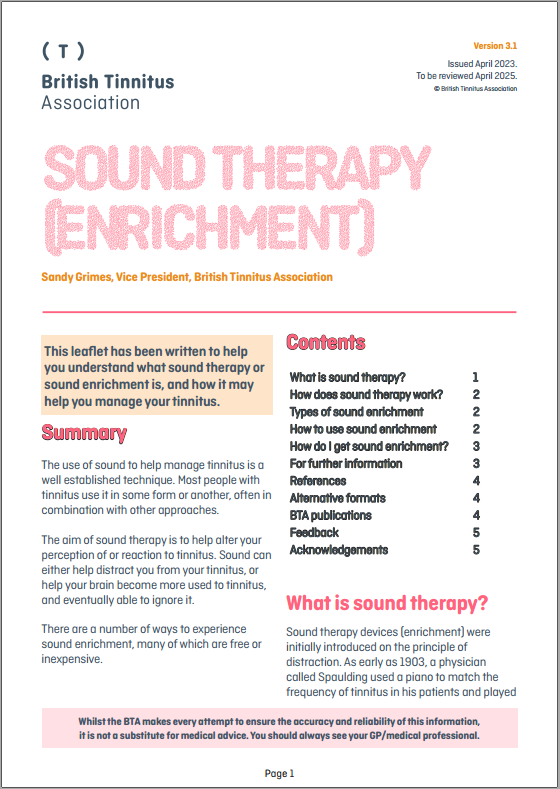 ( T )
British Tinnitus
Association
Version 3.1
Issued April 2023.
To be reviewed April 2025.
© British Tinnitus Association
SOUND THERAPY
(ENRICHMENT)
Sandy Grimes, Vice President, British Tinnitus Association
This leaflet has been written to help
you understand what sound therapy or
sound enrichment is, and how it may
help you manage your tinnitus.
Summary
The use of sound to help manage tinnitus is a
well established technique. Most people with
tinnitus use it in some form or another, often in
combination with other approaches.
The aim of sound therapy is to help alter your
perception of or reaction to tinnitus. Sound can
either help distract you from your tinnitus, or
help your brain become more used to tinnitus,
and eventually able to ignore it.
There are a number of ways to experience
sound enrichment, many of which are free or
inexpensive.
Contents
What is sound therapy? 1
How does sound therapy work? 2
Types of sound enrichment 2
How to use sound enrichment 2
How do I get sound enrichment? 3
For further information 3
References 4
Alternative formats 4
BTA publications 4
Feedback 5
Acknowledgements 5
What is sound therapy?
Sound therapy devices (enrichment) were
initially introduced on the principle of
distraction. As early as 1903, a physician
called Spaulding used a piano to match the
frequency of tinnitus in his patients and played
Whilst the BTA makes every attempt to ensure the accuracy and reliability of this information,
it is not a substitute for medical advice. You should always see your GP/medical professional.
Page 1